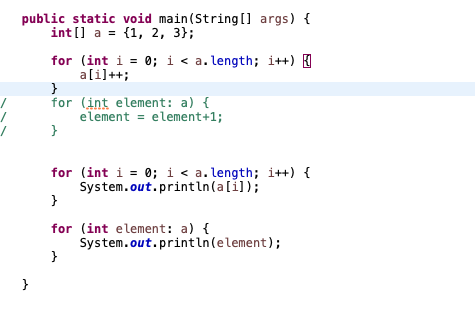 public static void main(String[] args) {
    int[] a = {1, 2, 3};
    for (int i = 0; i < a.length; i++) {
        a[i]++;
    }
/   for (int element: a) {
/       element = element+1;
/   }
    for (int i = 0; i < a.length; i++) {
        System.out.println(a[i]);
    }
    for (int element: a) {
        System.out.println(element);
    }
}